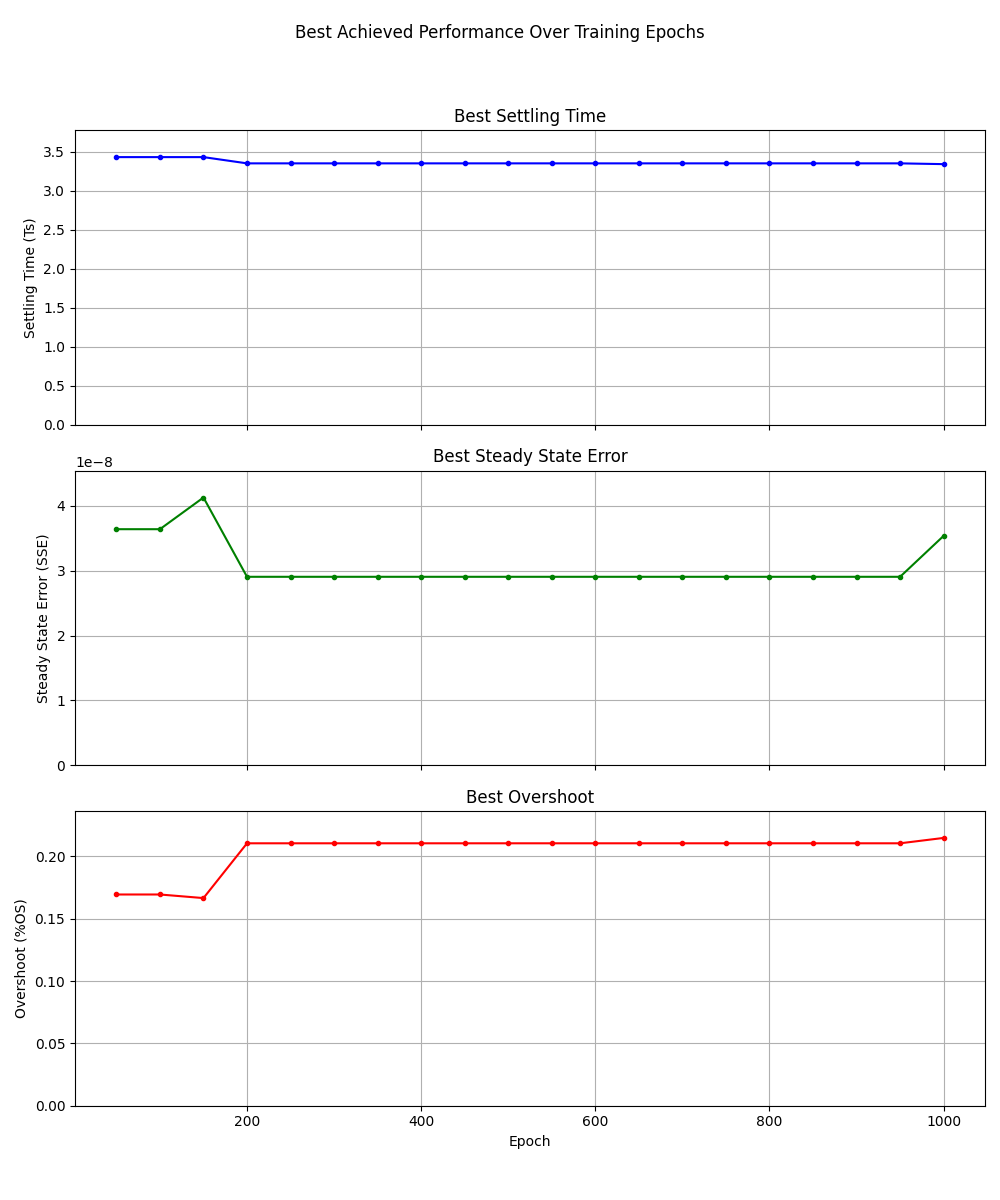 Best Achieved Performance Over Training Epochs
Best Settling Time
3.5
3.0
2.5
2.0
1.5
1.0
0.5
0.0
Settling Time (Ts)
Best Steady State Error
1e−8
4
3
2
1
0
Steady State Error (SSE)
Best Overshoot
0.20
0.15
0.10
0.05
0.00
Overshoot (%OS)
200 400 600 800 1000
Epoch